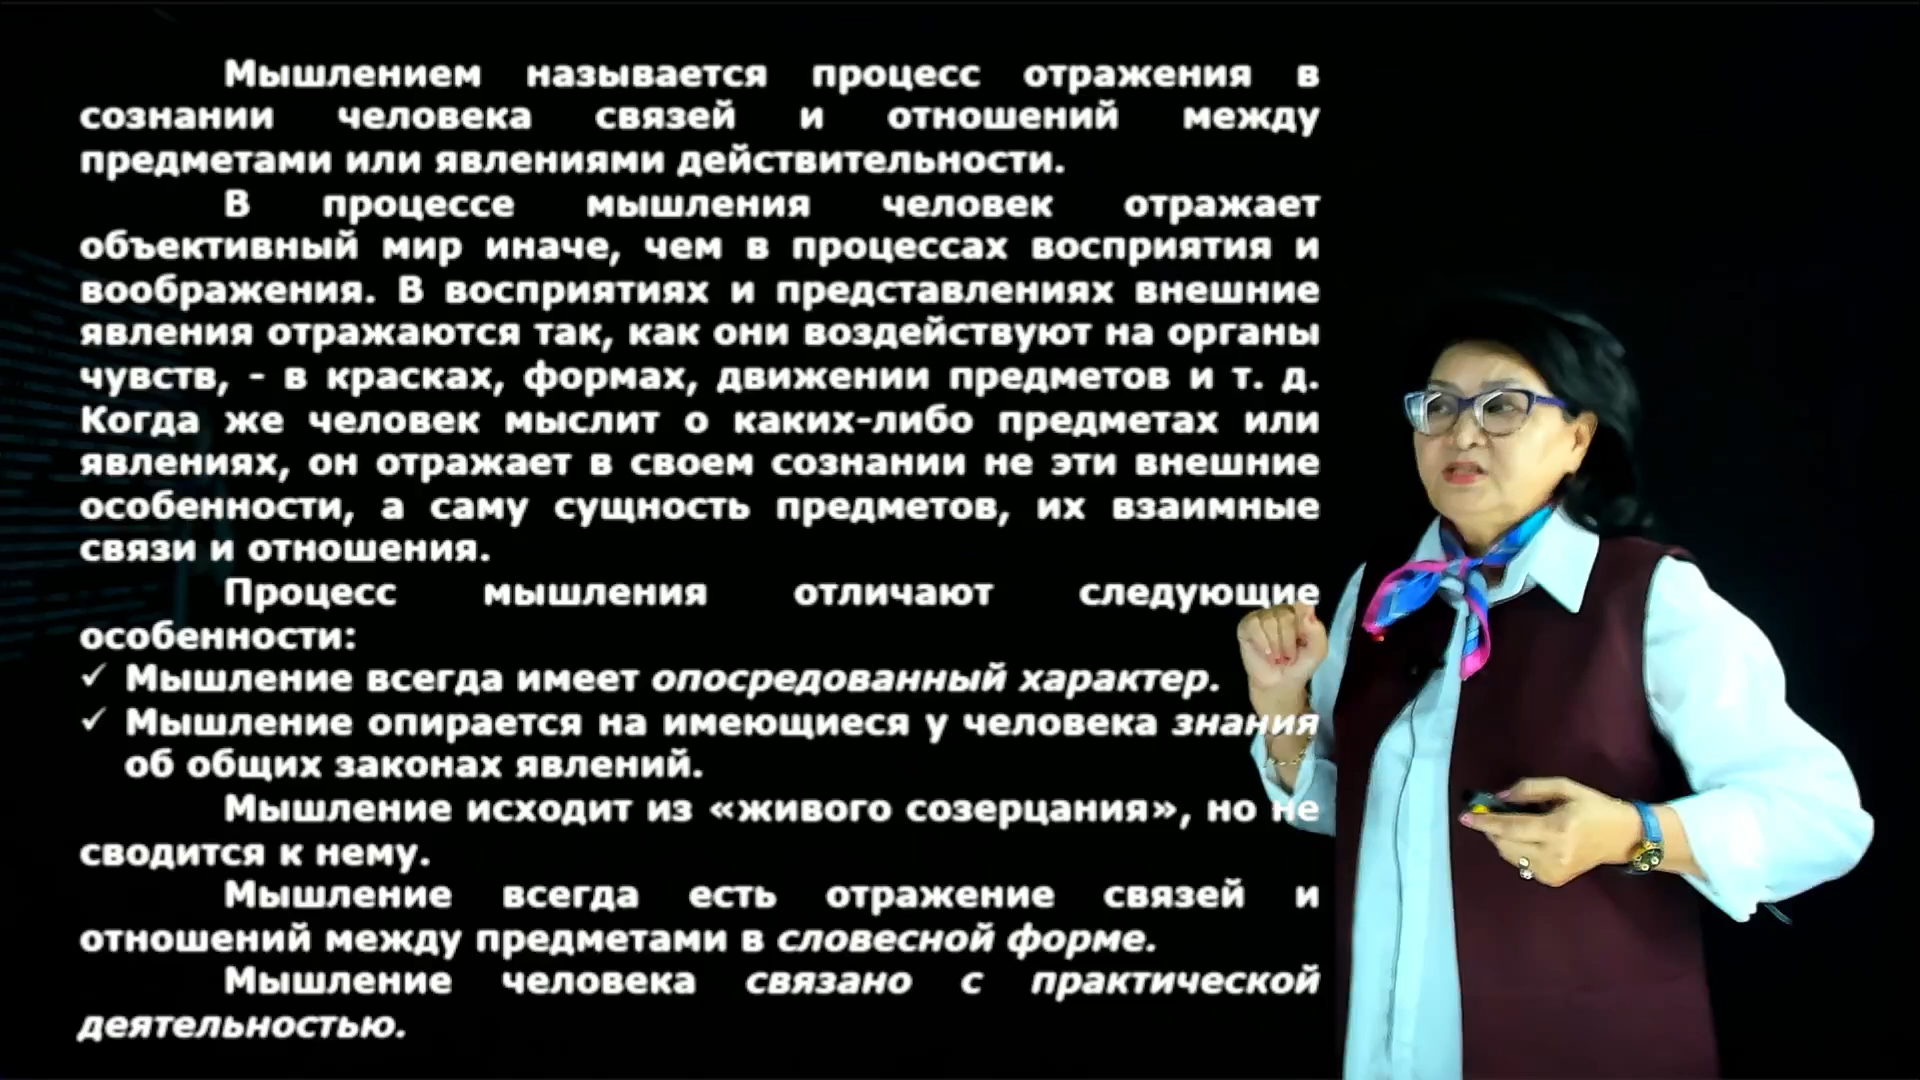 Мышлением называется процесс отражения в
сознании человека связей и отношений между
предметами или явлениями действительности.
В процессе мышления человек отражает
объективный мир иначе, чем в процессах восприятия и
воображения. В восприятиях и представлениях внешние
явления отражаются так, как они воздействуют на органы
чувств, - в красках, формах, движении предметов и т. д.
Когда же человек мыслит о каких-либо предметах или
явлениях, он отражает в своем сознании не эти внешние
особенности, а саму сущность предметов, их взаимные
связи и отношения.
Процесс мышления отличают следующие
особенности:
✓ Мышление всегда имеет опосредованный характер.
✓ Мышление опирается на имеющиеся у человека знания
об общих законах явлений.
Мышление исходит из «живого созерцания», но не
сводится к нему.
Мышление всегда есть отражение связей и
отношений между предметами в словесной форме.
Мышление человека связано с практической
деятельностью.